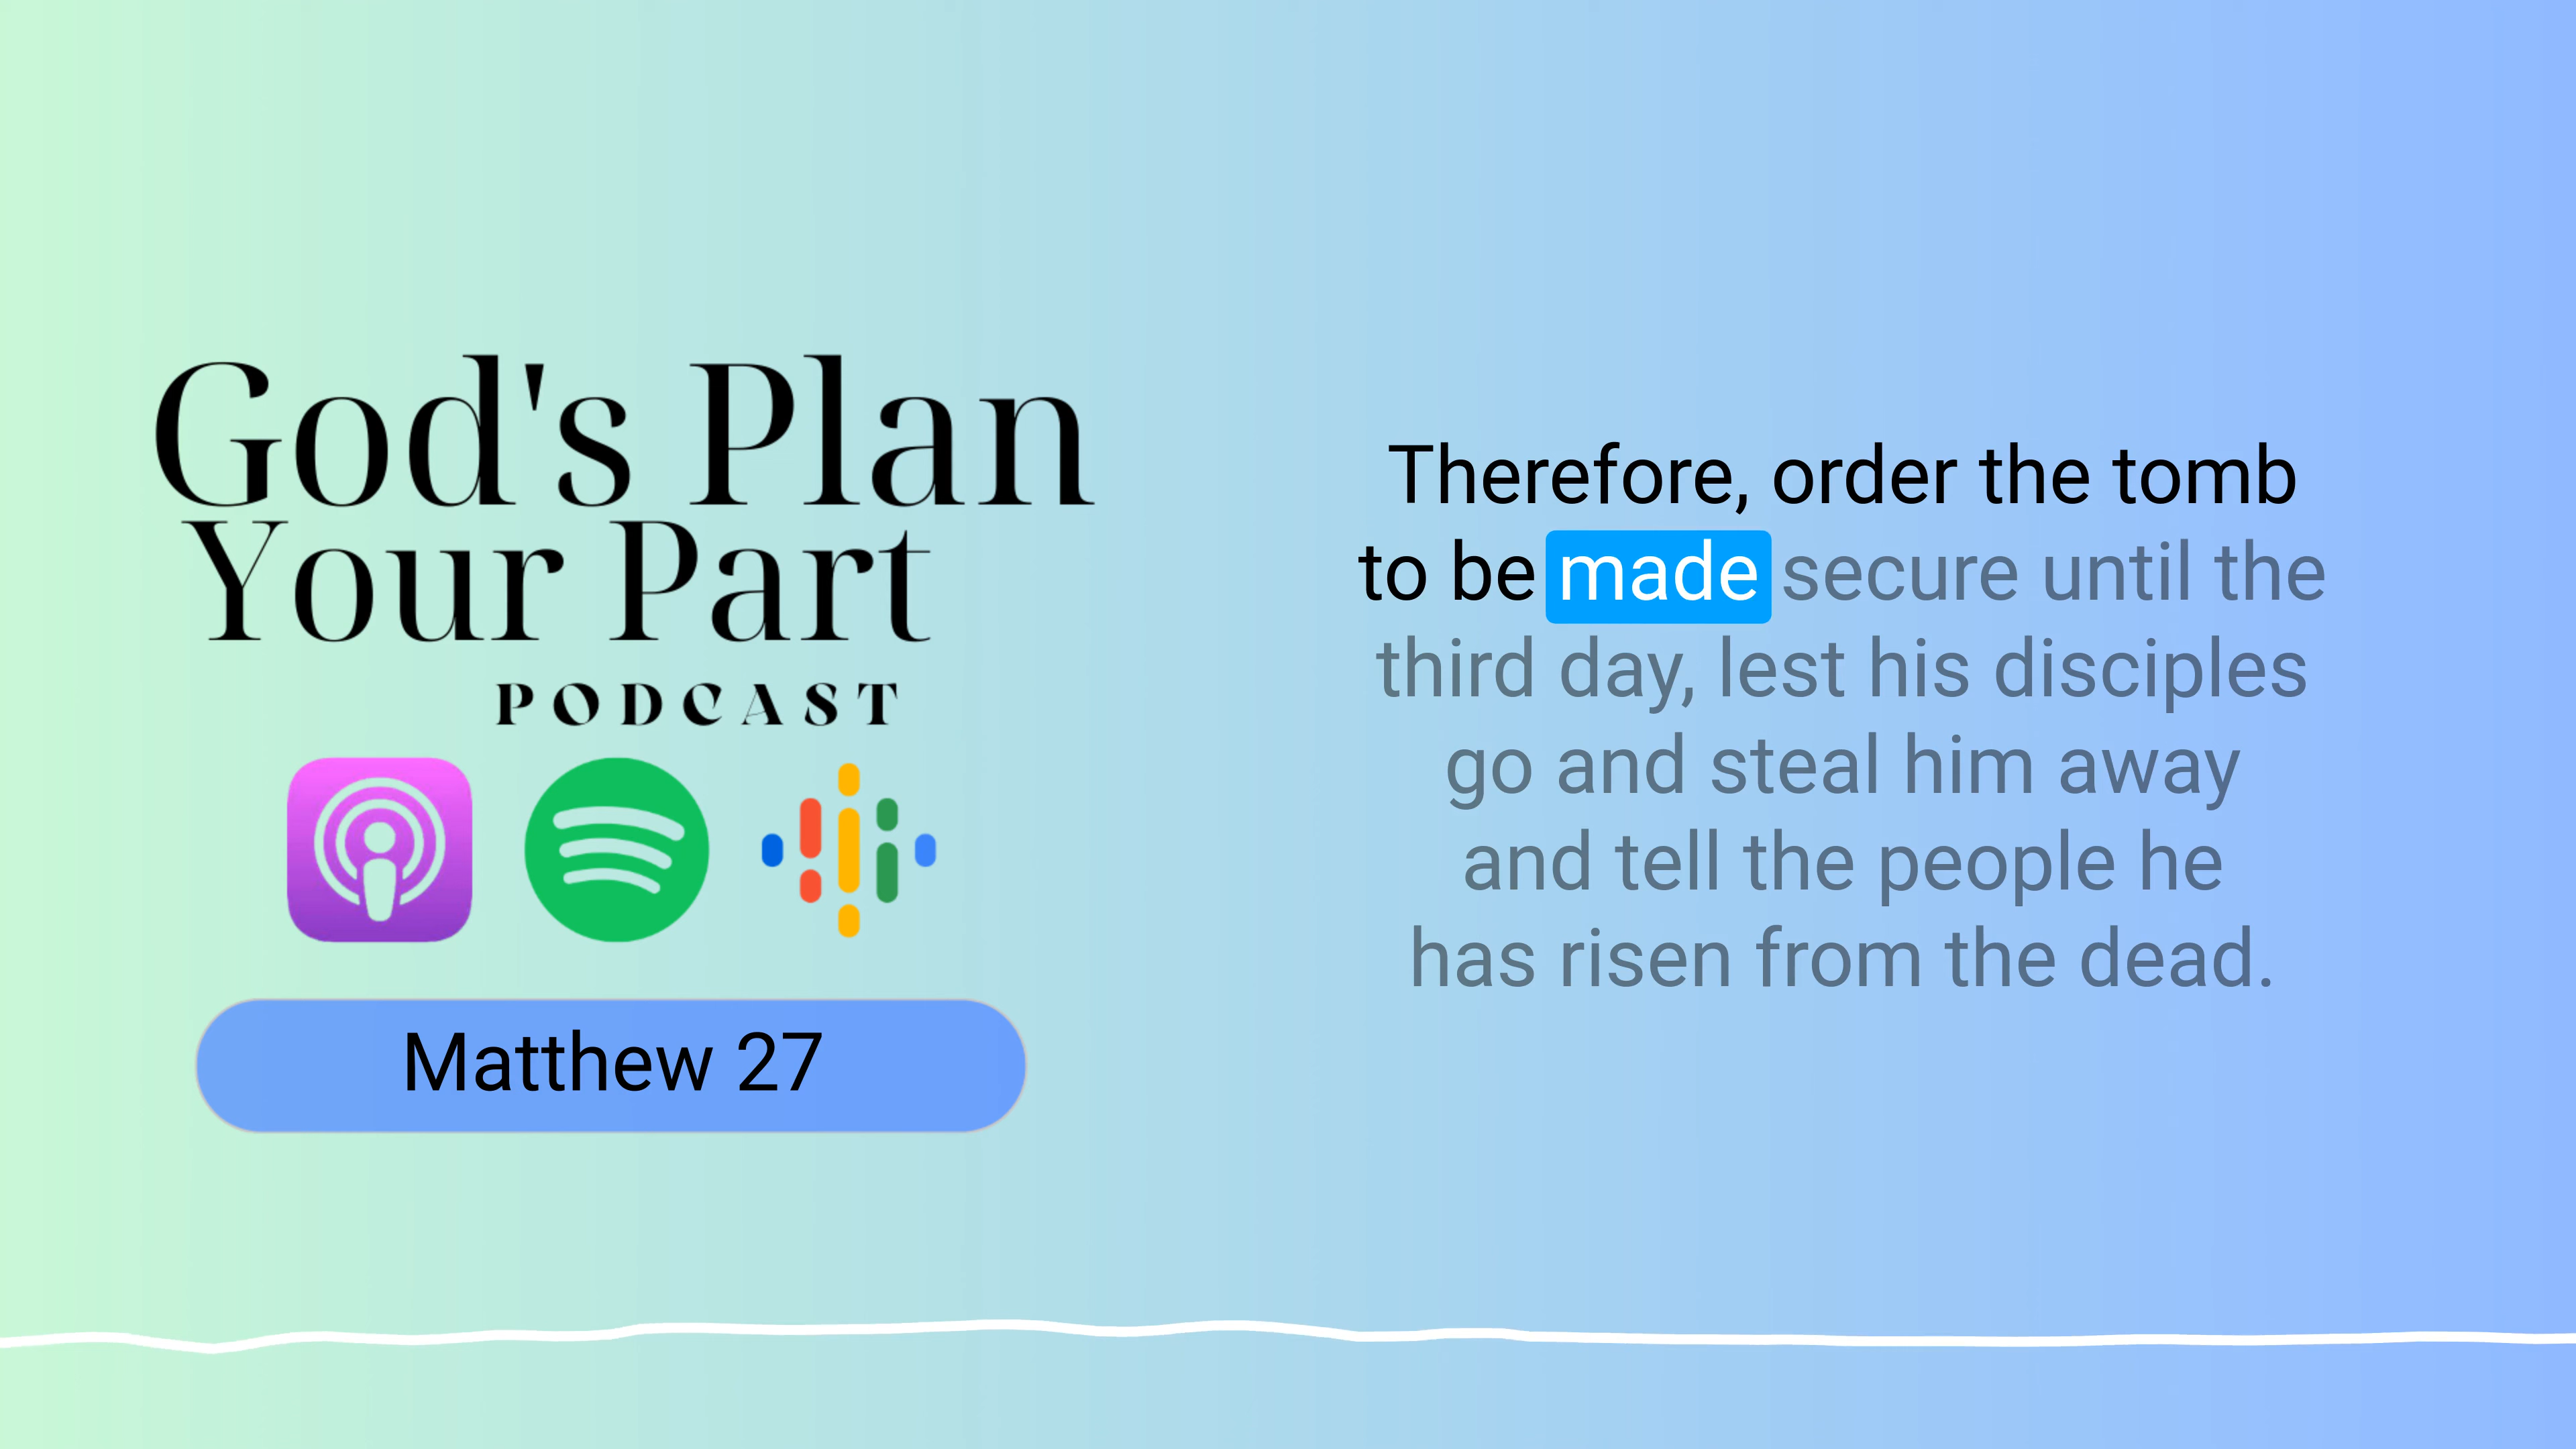 God's Plan
Your Part
PODCAST
Matthew 27
Therefore, order the tomb
to be made secure until the
third day, lest his disciples
go and steal him away
and tell the people he
has risen from the dead.